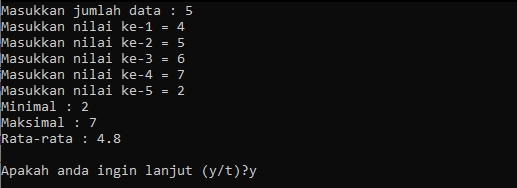 Masukkan jumlah data : 5
Masukkan nilai ke-1 = 4
Masukkan nilai ke-2 = 5
Masukkan nilai ke-3 = 6
Masukkan nilai ke-4 = 7
Masukkan nilai ke-5 = 2
Minimal : 2
Maksimal : 7
Rata-rata : 4.8
Apakah anda ingin lanjut (y/t)?y